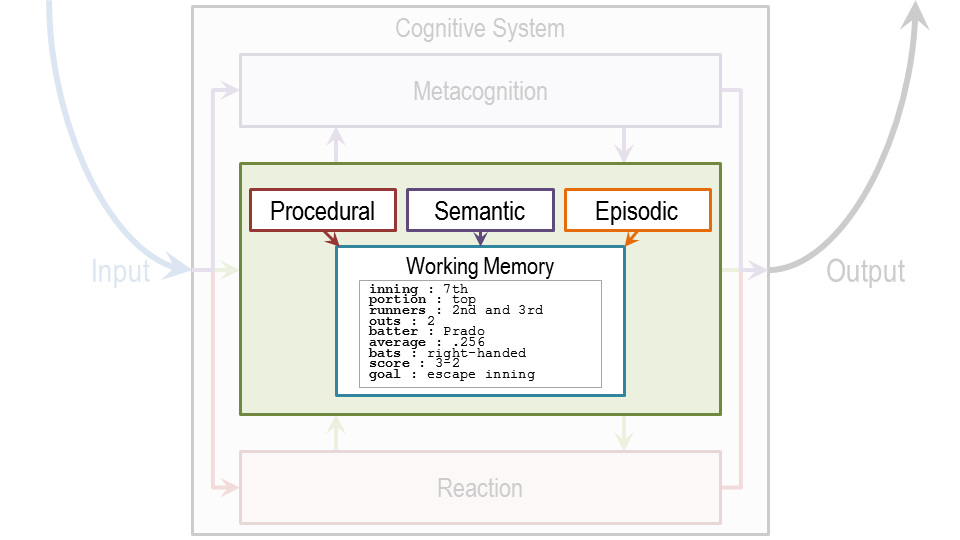 Cognitive System
Metacognition
Procedural
Semantic
Episodic
Working Memory
inning : 7th
portion : top
runners : 2nd and 3rd
outs : 2
batter : Prado
average : .256
bats : right-handed
score : 3-2
goal : escape inning
Input
Output
Reaction